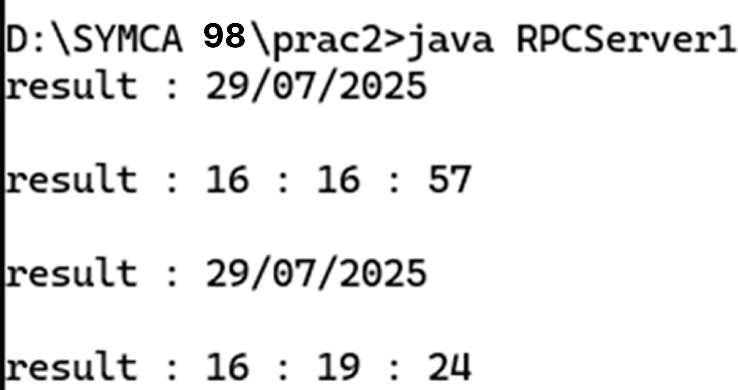 D:\SYMCA 98\prac2>java RPCServer1
result : 29/07/2025
result : 16 : 16 : 57
result : 29/07/2025
result : 16 : 19 : 24